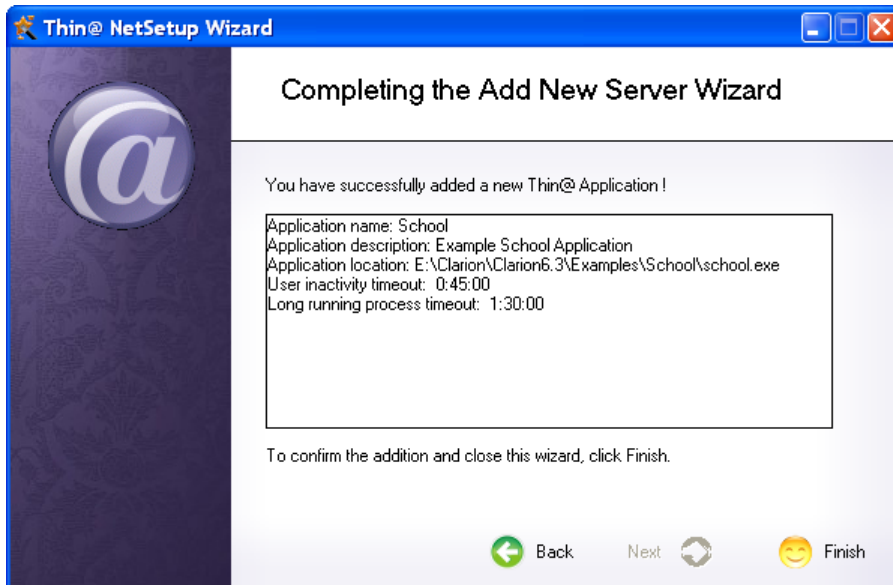 Thin@ NetSetup Wizard
Completing the Add New Server Wizard
@
You have successfully added a new Thin@ Application !
Application name: School
Application description: Example School Application
Application location: E:\Clarion\Clarion6.3\Examples\School\school.exe
User inactivity timeout:  0:45:00
Long running process timeout:  1:30:00
To confirm the addition and close this wizard, click Finish.
Back Next Finish